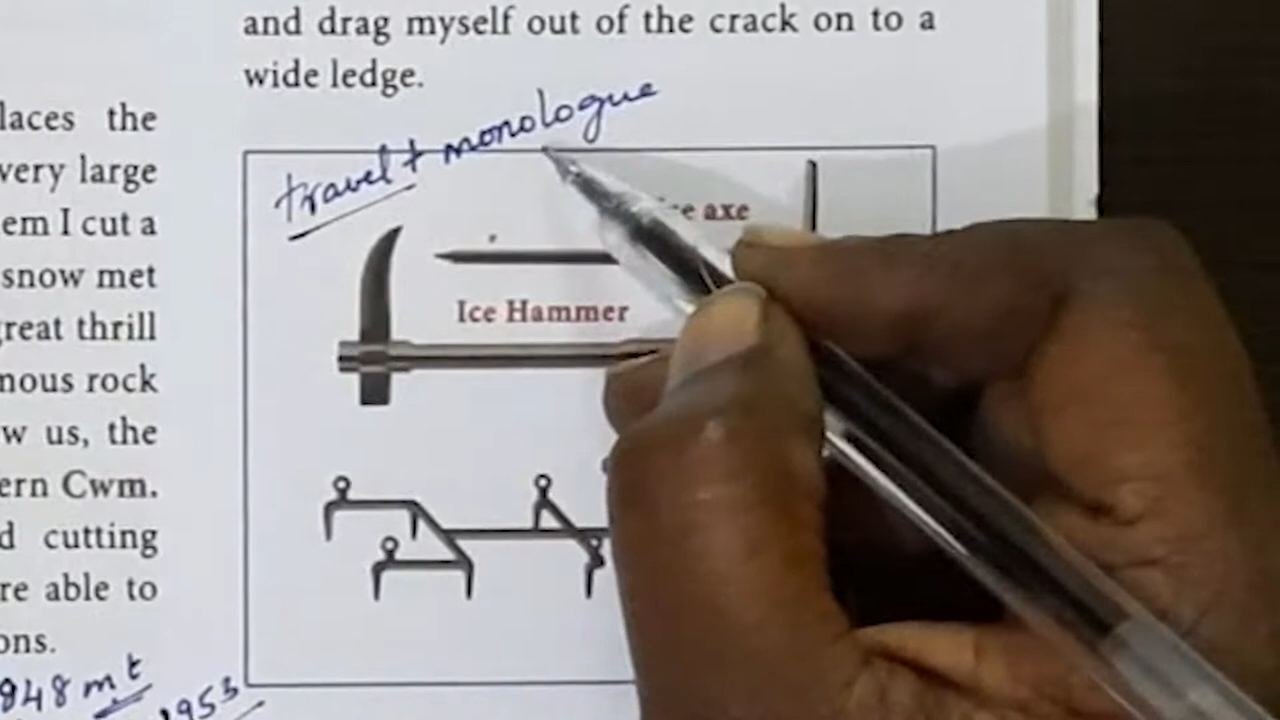 laces the
very large
em I cut a
snow met
great thrill
nous rock
w us, the
ern Cwm.
d cutting
re able to
ons.
948 mt
1953
and drag myself out of the crack on to a
wide ledge.
travel + monologue
axe
Ice Hammer